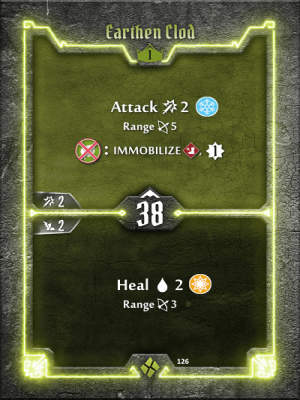 Earthen Clod
1
Attack 2
Range 5
: IMMOBILIZE , 1
2
38
2
Heal 2
Range 3
126